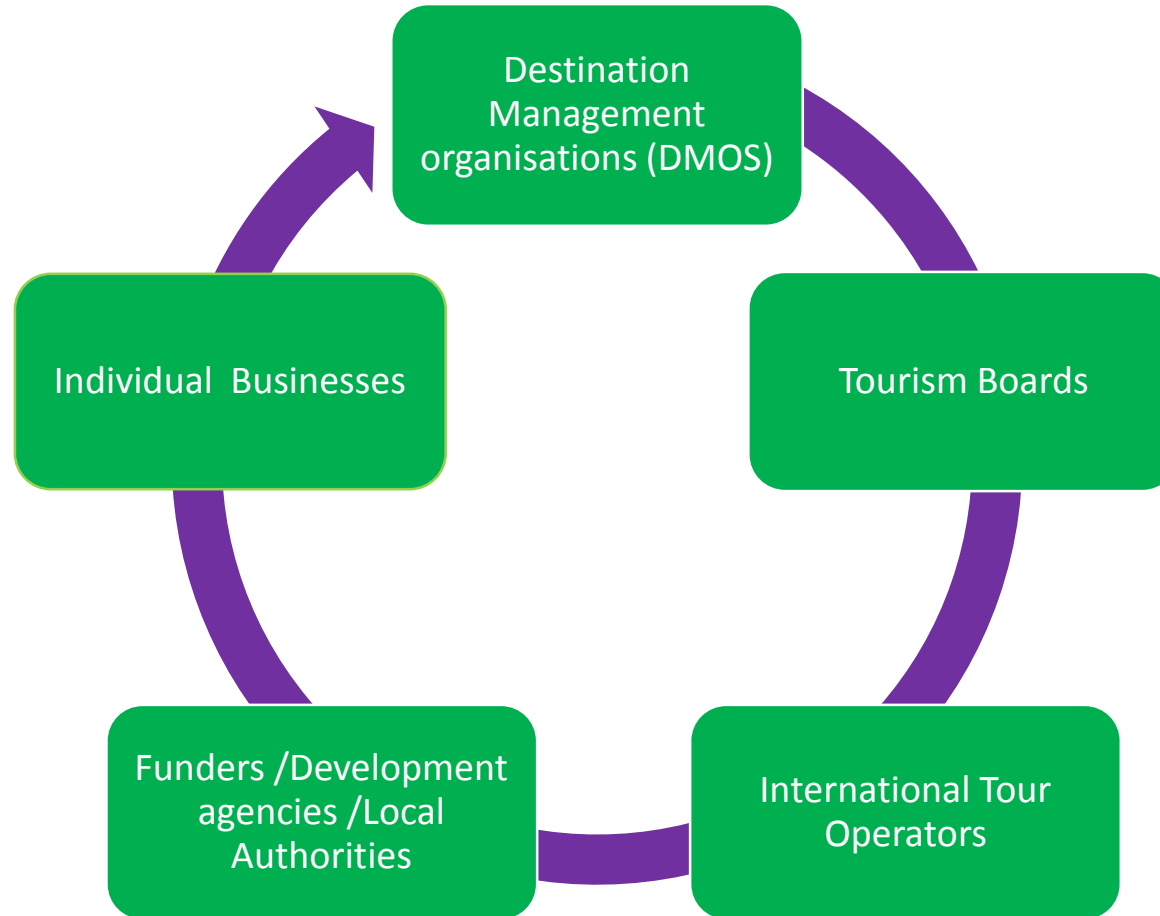 Destination
Management
organisations (DMOS)
Tourism Boards
International Tour
Operators
Funders /Development
agencies /Local
Authorities
Individual  Businesses